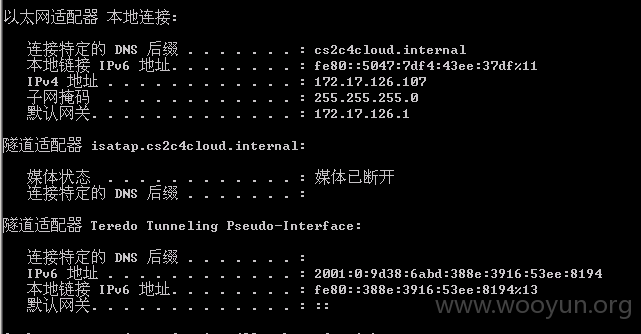 以太网适配器 本地连接:
连接特定的 DNS 后缀 . . . . . . . : cs2c4cloud.internal
本地链接 IPv6 地址. . . . . . . . : fe80::5047:7df4:43ee:37df%11
IPv4 地址 . . . . . . . . . . . . : 172.17.126.107
子网掩码 . . . . . . . . . . . . : 255.255.255.0
默认网关. . . . . . . . . . . . . : 172.17.126.1
隧道适配器 isatap.cs2c4cloud.internal:
媒体状态 . . . . . . . . . . . . : 媒体已断开
连接特定的 DNS 后缀 . . . . . . . :
隧道适配器 Teredo Tunneling Pseudo-Interface:
连接特定的 DNS 后缀 . . . . . . . :
IPv6 地址 . . . . . . . . . . . . : 2001:0:9d38:6abd:388e:3916:53ee:8194
本地链接 IPv6 地址. . . . . . . . : fe80::388e:3916:53ee:8194%13
默认网关. . . . . . . . . . . . . : ::
www.wooyun.org